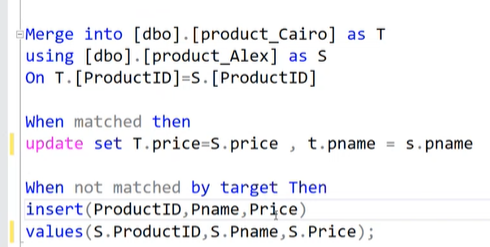 Merge into [dbo].[product_Cairo] as T
using [dbo].[product_Alex] as S
On T.[ProductID]=S.[ProductID]
When matched then
update set T.price=S.price , t.pname = s.pname
When not matched by target Then
insert(ProductID,Pname,Price)
values(S.ProductID,S.Pname,S.Price);